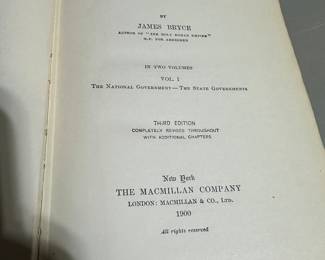 BY
JAMES BRYCE
AUTHOR OF "THE HOLY ROMAN EMPIRE"
M.P. FOR ABERDEEN
IN TWO VOLUMES
VOL. I
THE NATIONAL GOVERNMENT—THE STATE GOVERNMENTS
THIRD EDITION
COMPLETELY REVISED THROUGHOUT
WITH ADDITIONAL CHAPTERS
New York
THE MACMILLAN COMPANY
LONDON: MACMILLAN & CO., LTD.
1900
All rights reserved